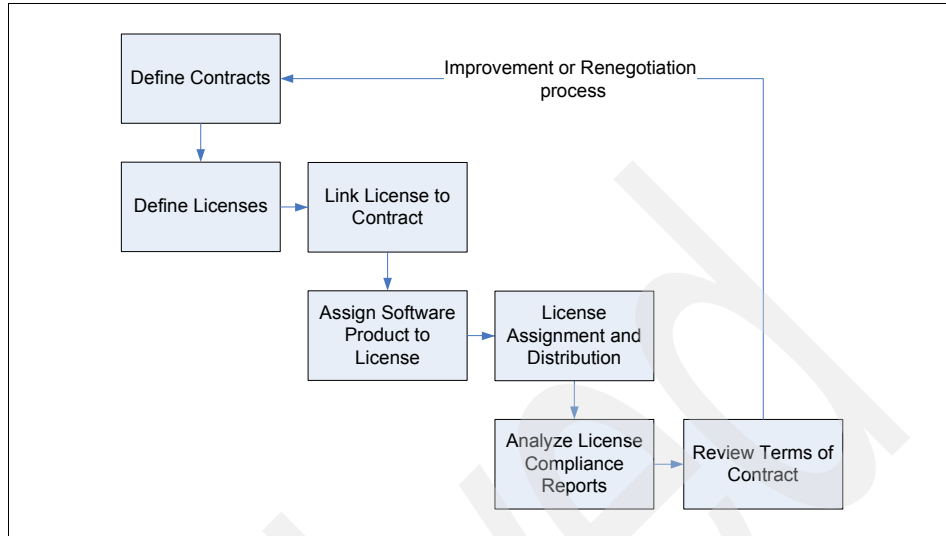 Define Contracts
Improvement or Renegotiation
process
Define Licenses
Link License to
Contract
Assign Software
Product to
License
License
Assignment and
Distribution
Analyze License
Compliance
Reports
Review Terms of
Contract